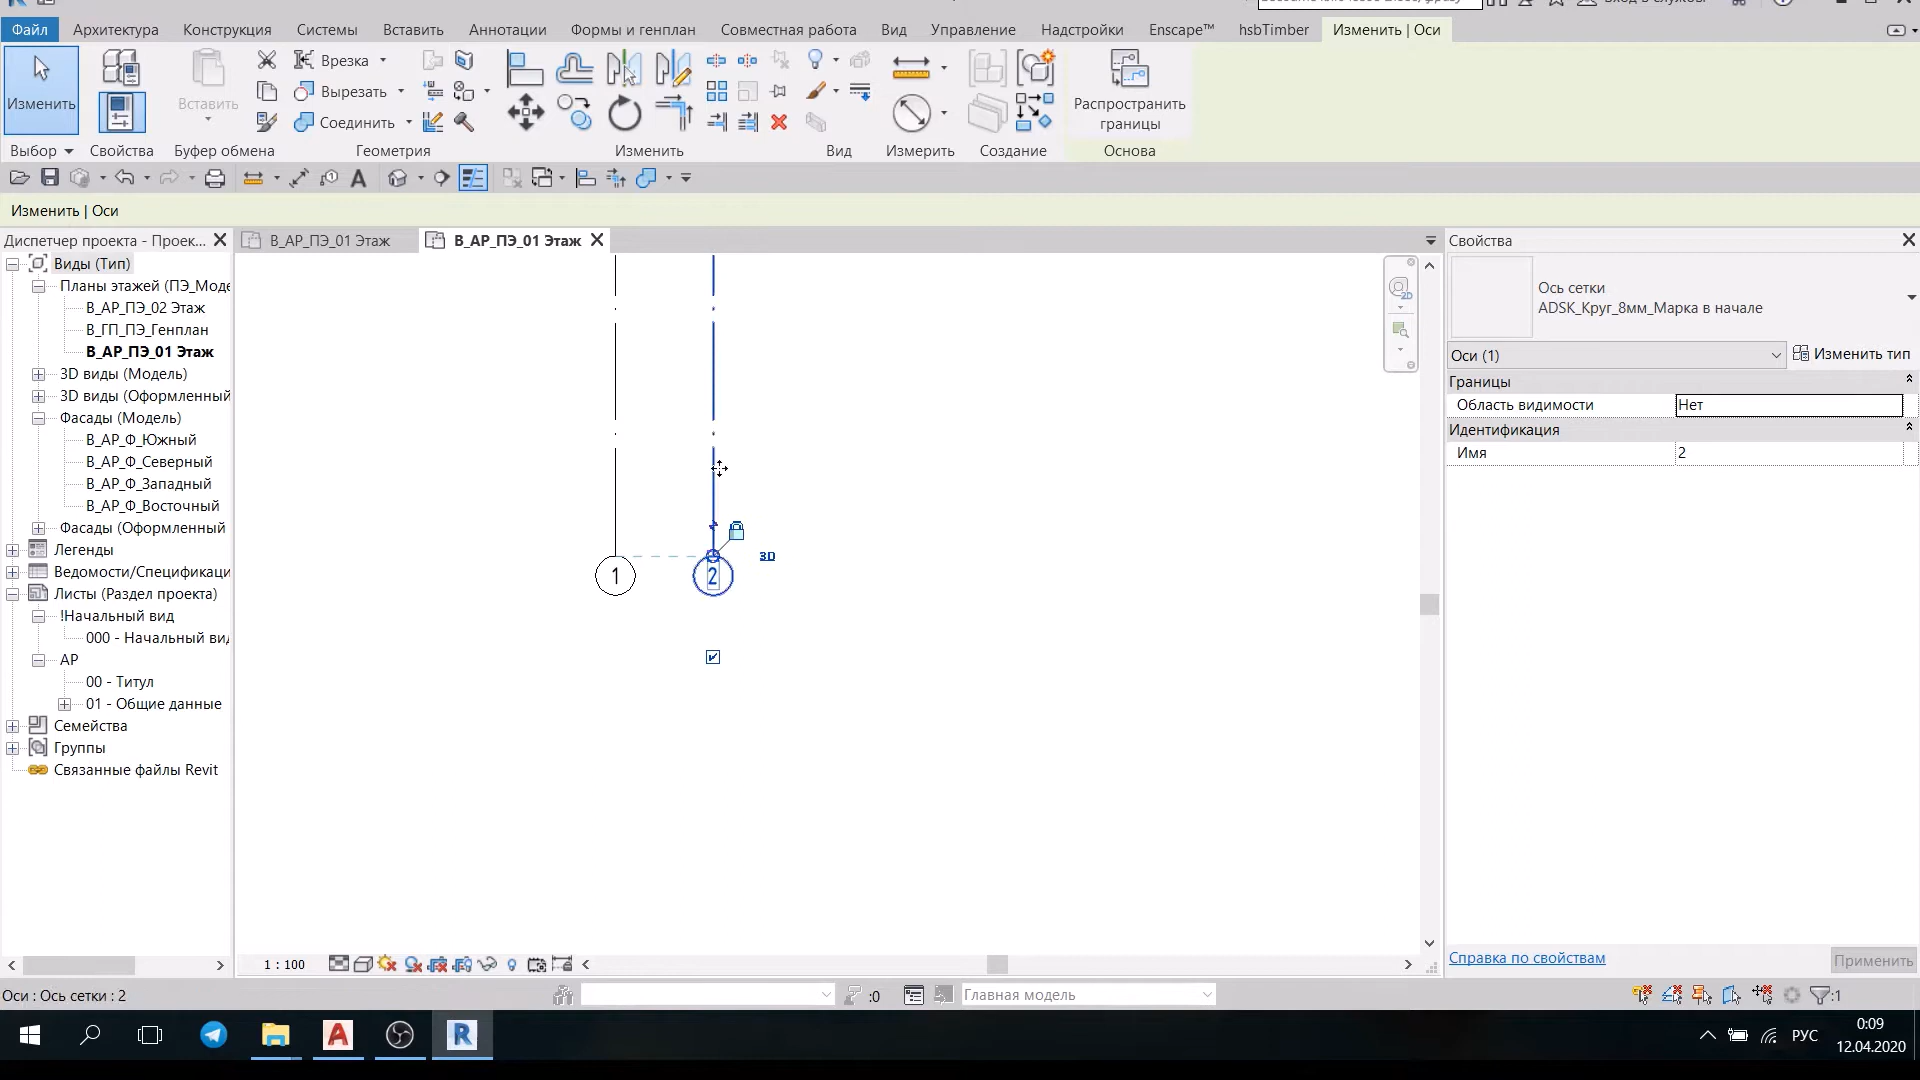 Файл Архитектура Конструкция Системы Вставить Аннотации Формы и генплан Совместная работа Вид Управление Надстройки Enscape™ hsbTimber Изменить | Оси
Изменить
Вставить
Врезка
Вырезать
Соединить
Распространить
границы
Выбор Свойства Буфер обмена Геометрия Изменить Вид Измерить Создание Основа
Изменить | Оси
Диспетчер проекта - Проек...
Виды (Тип)
Планы этажей (ПЭ_Моде
В_АР_ПЭ_02 Этаж
В_ГП_ПЭ_Генплан
В_АР_ПЭ_01 Этаж
3D виды (Модель)
3D виды (Оформленный
Фасады (Модель)
В_АР_Ф_Южный
В_АР_Ф_Северный
В_АР_Ф_Западный
В_АР_Ф_Восточный
Фасады (Оформленный
Легенды
Ведомости/Спецификаци
Листы (Раздел проекта)
!Начальный вид
000 - Начальный вид
АР
00 - Титул
01 - Общие данные
Семейства
Группы
Связанные файлы Revit
В_АР_ПЭ_01 Этаж В_АР_ПЭ_01 Этаж
2D
3D
1 2
Свойства
Ось сетки
ADSK_Круг_8мм_Марка в начале
Оси (1) Изменить тип
Границы
Область видимости Нет
Идентификация
Имя 2
Справка по свойствам Применить
1 : 100
Оси : Ось сетки : 2 :0 Главная модель :1
РУС
0:09
12.04.2020